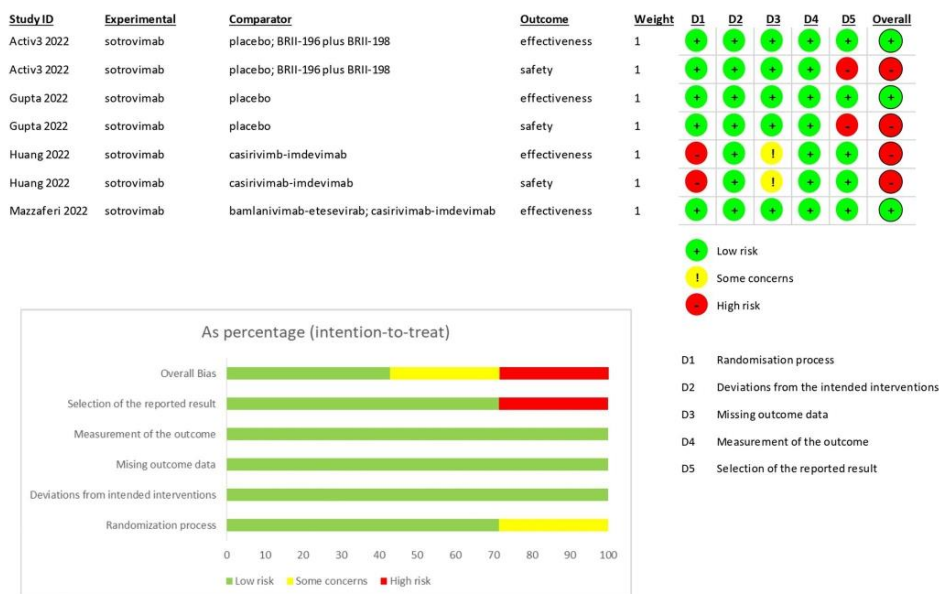 Study ID Experimental Comparator Outcome Weight D1 D2 D3 D4 D5 Overall
Activ3 2022 sotrovimab placebo; BRII-196 plus BRII-198 effectiveness 1 + + + + + +
Activ3 2022 sotrovimab placebo; BRII-196 plus BRII-198 safety 1 + + + + - -
Gupta 2022 sotrovimab placebo effectiveness 1 + + + + + +
Gupta 2022 sotrovimab placebo safety 1 + + + + - -
Huang 2022 sotrovimab casirivimb-imdevimab effectiveness 1 - + ! + + -
Huang 2022 sotrovimab casirivimab-imdevimab safety 1 - + ! + + -
Mazzaferi 2022 sotrovimab bamlanivimab-etesevirab; casirivimab-imdevimab effectiveness 1 + + + + + +
+ Low risk
! Some concerns
- High risk
D1 Randomisation process
D2 Deviations from the intended interventions
D3 Missing outcome data
D4 Measurement of the outcome
D5 Selection of the reported result
As percentage (intention-to-treat)
Overall Bias
Selection of the reported result
Measurement of the outcome
Mising outcome data
Deviations from intended interventions
Randomization process
0 10 20 30 40 50 60 70 80 90 100
Low risk Some concerns High risk